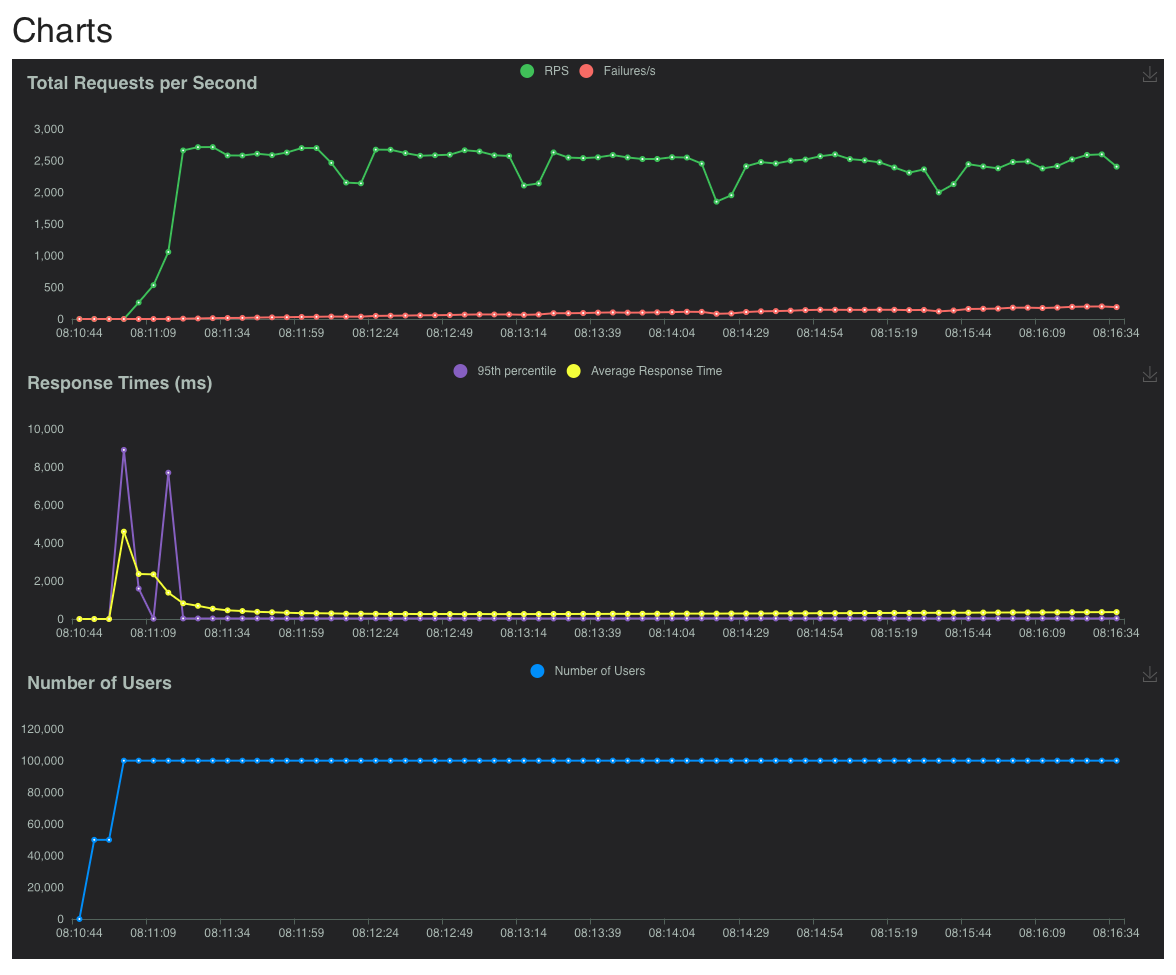 Charts
Total Requests per Second
RPS Failures/s
3,000
2,500
2,000
1,500
1,000
500
0
08:10:44 08:11:09 08:11:34 08:11:59 08:12:24 08:12:49 08:13:14 08:13:39 08:14:04 08:14:29 08:14:54 08:15:19 08:15:44 08:16:09 08:16:34
Response Times (ms)
95th percentile Average Response Time
10,000
8,000
6,000
4,000
2,000
0
08:10:44 08:11:09 08:11:34 08:11:59 08:12:24 08:12:49 08:13:14 08:13:39 08:14:04 08:14:29 08:14:54 08:15:19 08:15:44 08:16:09 08:16:34
Number of Users
Number of Users
120,000
100,000
80,000
60,000
40,000
20,000
0
08:10:44 08:11:09 08:11:34 08:11:59 08:12:24 08:12:49 08:13:14 08:13:39 08:14:04 08:14:29 08:14:54 08:15:19 08:15:44 08:16:09 08:16:34